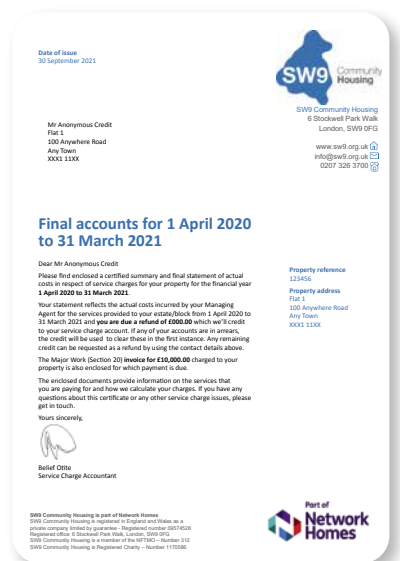 Date of issue
30 September 2021
SW9 Community
Housing
SW9 Community Housing
6 Stockwell Park Walk
London, SW9 0FG
www.sw9.org.uk
info@sw9.org.uk
0207 326 3700
Mr Anonymous Credit
Flat 1
100 Anywhere Road
Any Town
XXX1 11XX
Final accounts for 1 April 2020
to 31 March 2021
Dear Mr Anonymous Credit
Please find enclosed a certified summary and final statement of actual
costs in respect of service charges for your property for the financial year
1 April 2020 to 31 March 2021.
Your statement reflects the actual costs incurred by your Managing
Agent for the services provided to your estate/block from 1 April 2020 to
31 March 2021 and you are due a refund of £000.00 which we'll credit
to your service charge account. If any of your accounts are in arrears,
the credit will be used to clear these in the first instance. Any remaining
credit can be requested as a refund by using the contact details above.
The Major Work (Section 20) invoice for £10,000.00 charged to your
property is also enclosed for which payment is due.
The enclosed documents provide information on the services that
you are paying for and how we calculate your charges. If you have any
questions about this certificate or any other service charge issues, please
get in touch.
Yours sincerely,
Belief Otite
Service Charge Accountant
Property reference
123456
Property address
Flat 1
100 Anywhere Road
Any Town
XXX1 11XX
SW9 Community Housing is part of Network Homes
SW9 Community Housing is registered in England and Wales as a
private company limited by guarantee - Registered number 09574528
Registered office: 6 Stockwell Park Walk, London, SW9 0FG
SW9 Community Housing is a member of the NFTMO – Number 312
SW9 Community Housing is Registered Charity – Number 1170586.
Part of
Network
Homes